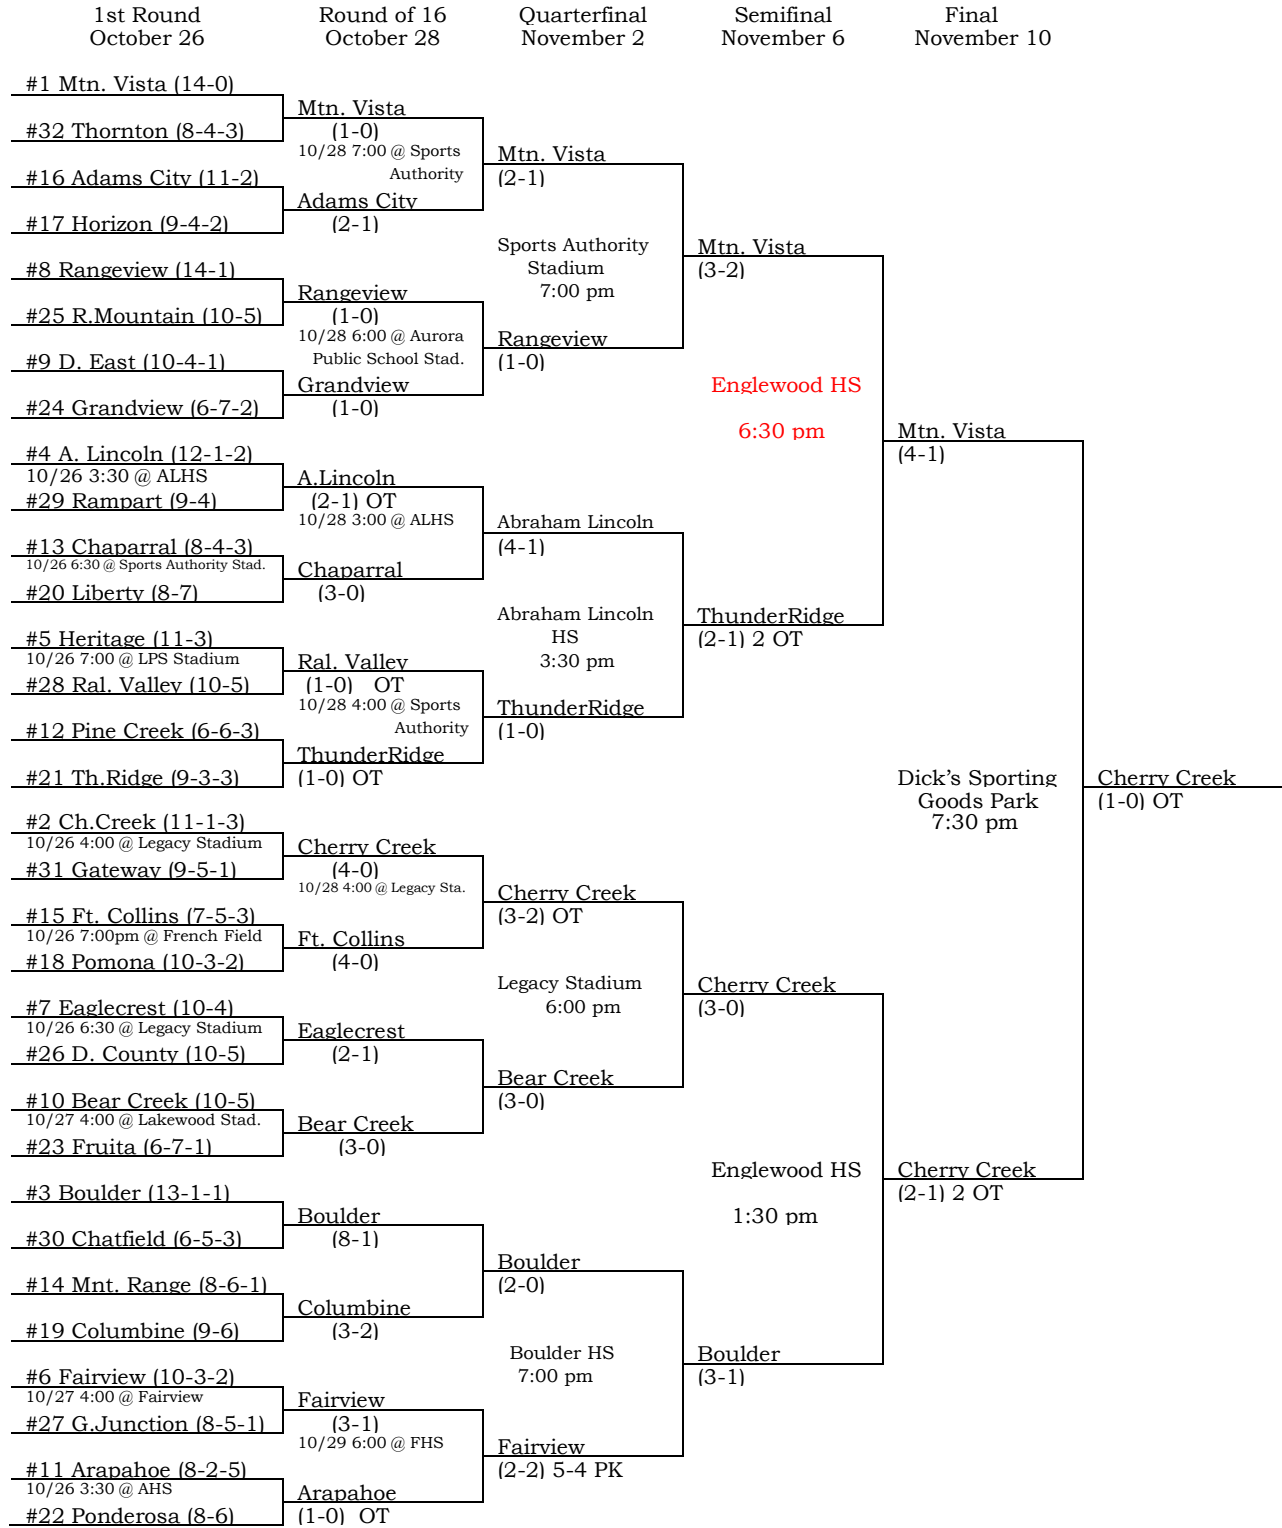 1st Round
October 26
Round of 16
October 28
Quarterfinal
November 2
Semifinal
November 6
Final
November 10
#1 Mtn. Vista (14-0)
#32 Thornton (8-4-3)
#16 Adams City (11-2)
#17 Horizon (9-4-2)
#8 Rangeview (14-1)
#25 R.Mountain (10-5)
#9 D. East (10-4-1)
#24 Grandview (6-7-2)
#4 A. Lincoln (12-1-2)
10/26 3:30 @ ALHS
#29 Rampart (9-4)
#13 Chaparral (8-4-3)
10/26 6:30 @ Sports Authority Stad.
#20 Liberty (8-7)
#5 Heritage (11-3)
10/26 7:00 @ LPS Stadium
#28 Ral. Valley (10-5)
#12 Pine Creek (6-6-3)
#21 Th.Ridge (9-3-3)
#2 Ch.Creek (11-1-3)
10/26 4:00 @ Legacy Stadium
#31 Gateway (9-5-1)
#15 Ft. Collins (7-5-3)
10/26 7:00pm @ French Field
#18 Pomona (10-3-2)
#7 Eaglecrest (10-4)
10/26 6:30 @ Legacy Stadium
#26 D. County (10-5)
#10 Bear Creek (10-5)
10/27 4:00 @ Lakewood Stad.
#23 Fruita (6-7-1)
#3 Boulder (13-1-1)
#30 Chatfield (6-5-3)
#14 Mnt. Range (8-6-1)
#19 Columbine (9-6)
#6 Fairview (10-3-2)
10/27 4:00 @ Fairview
#27 G.Junction (8-5-1)
#11 Arapahoe (8-2-5)
10/26 3:30 @ AHS
#22 Ponderosa (8-6)
Mtn. Vista
(1-0)
10/28 7:00 @ Sports
Authority
Adams City
(2-1)
Rangeview
(1-0)
10/28 6:00 @ Aurora
Public School Stad.
Grandview
(1-0)
A.Lincoln
(2-1) OT
10/28 3:00 @ ALHS
Chaparral
(3-0)
Ral. Valley
(1-0) OT
10/28 4:00 @ Sports
Authority
ThunderRidge
(1-0) OT
Cherry Creek
(4-0)
10/28 4:00 @ Legacy Sta.
Ft. Collins
(4-0)
Eaglecrest
(2-1)
Bear Creek
(3-0)
Boulder
(8-1)
Columbine
(3-2)
Fairview
(3-1)
10/29 6:00 @ FHS
Arapahoe
(1-0) OT
Mtn. Vista
(2-1)
Sports Authority
Stadium
7:00 pm
Rangeview
(1-0)
Abraham Lincoln
(4-1)
Abraham Lincoln
HS
3:30 pm
ThunderRidge
(1-0)
Cherry Creek
(3-2) OT
Legacy Stadium
6:00 pm
Bear Creek
(3-0)
Boulder
(2-0)
Boulder HS
7:00 pm
Fairview
(2-2) 5-4 PK
Mtn. Vista
(3-2)
Englewood HS
6:30 pm
ThunderRidge
(2-1) 2 OT
Cherry Creek
(3-0)
Englewood HS
1:30 pm
Boulder
(3-1)
Mtn. Vista
(4-1)
Dick's Sporting
Goods Park
7:30 pm
Cherry Creek
(2-1) 2 OT
Cherry Creek
(1-0) OT